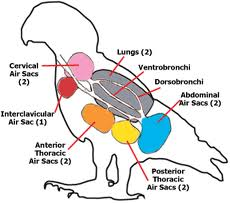 Cervical
Air Sacs (2)
Lungs (2)
Ventrobronchi
Dorsobronchi
Abdominal
Air Sacs (2)
Interclavicular
Air Sac (1)
Anterior
Thoracic
Air Sacs
(2)
Posterior
Thoracic
Air Sacs (2)